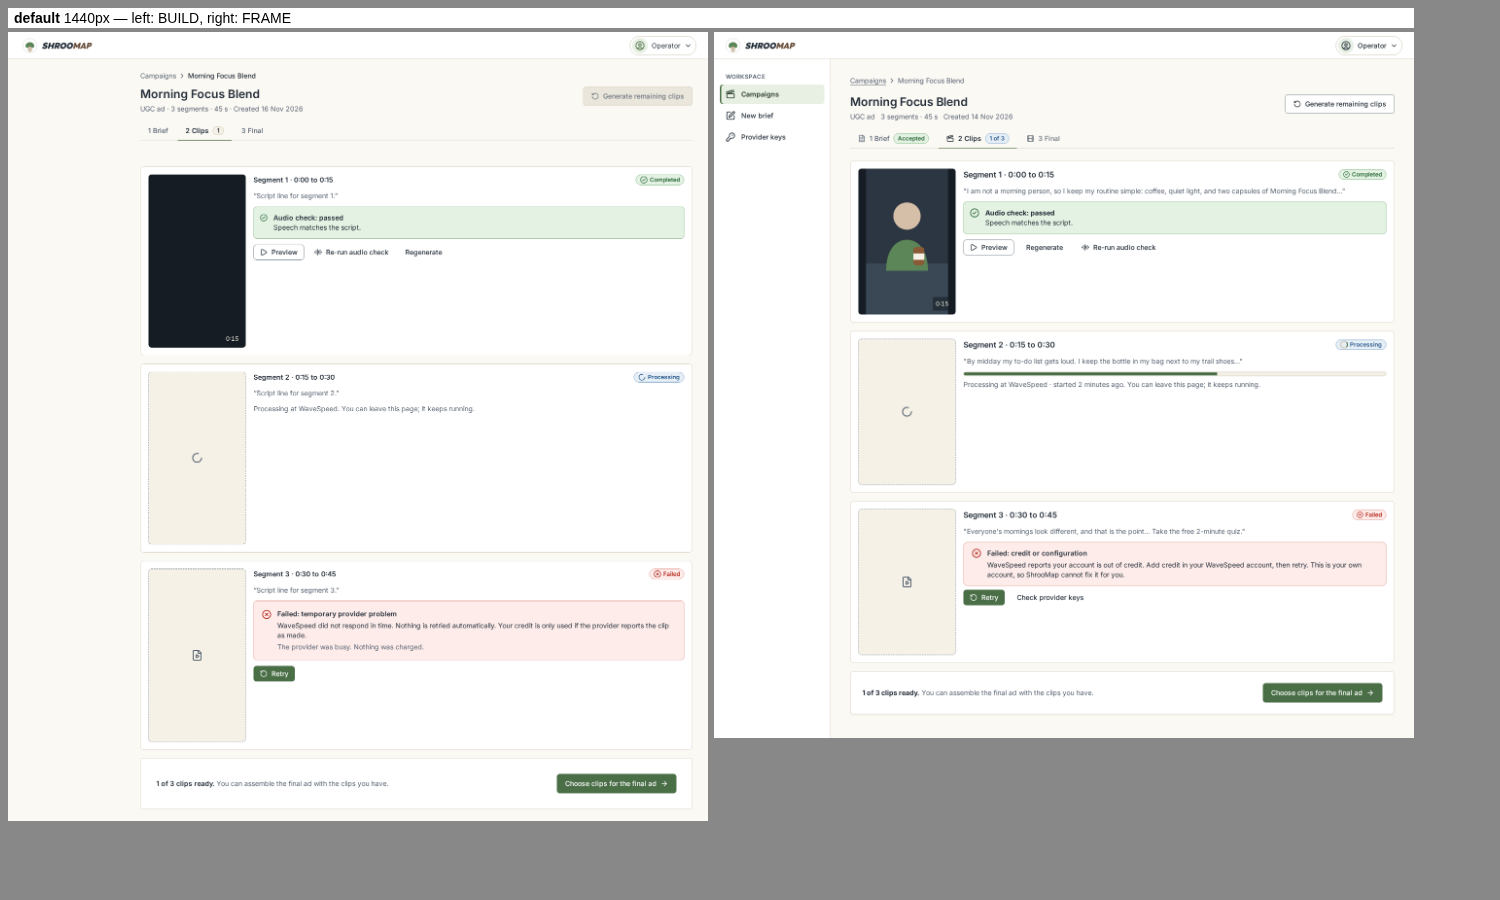 default 1440px — left: BUILD, right: FRAME
SHROOMAP
Operator
Campaigns > Morning Focus Blend
Morning Focus Blend
UGC ad · 3 segments · 45 s · Created 16 Nov 2026
Generate remaining clips
1 Brief
2 Clips 1
3 Final
Segment 1 · 0:00 to 0:15
Completed
"Script line for segment 1."
Audio check: passed
Speech matches the script.
Preview
Re-run audio check
Regenerate
0:15
Segment 2 · 0:15 to 0:30
Processing
"Script line for segment 2."
Processing at WaveSpeed. You can leave this page; it keeps running.
Segment 3 · 0:30 to 0:45
Failed
"Script line for segment 3."
Failed: temporary provider problem
WaveSpeed did not respond in time. Nothing is retried automatically. Your credit is only used if the provider reports the clip
as made.
The provider was busy. Nothing was charged.
Retry
1 of 3 clips ready. You can assemble the final ad with the clips you have.
Choose clips for the final ad
SHROOMAP
Operator
WORKSPACE
Campaigns
New brief
Provider keys
Campaigns > Morning Focus Blend
Morning Focus Blend
UGC ad 3 segments · 45 s Created 14 Nov 2026
Generate remaining clips
1 Brief Accepted
2 Clips 1 of 3
3 Final
Segment 1 · 0:00 to 0:15
Completed
"I am not a morning person, so I keep my routine simple: coffee, quiet light, and two capsules of Morning Focus Blend..."
Audio check: passed
Speech matches the script.
Preview
Regenerate
Re-run audio check
0:15
Segment 2 · 0:15 to 0:30
Processing
"By midday my to-do list gets loud. I keep the bottle in my bag next to my trail shoes..."
Processing at WaveSpeed · started 2 minutes ago. You can leave this page; it keeps running.
Segment 3 · 0:30 to 0:45
Failed
"Everyone's mornings look different, and that is the point... Take the free 2-minute quiz."
Failed: credit or configuration
WaveSpeed reports your account is out of credit. Add credit in your WaveSpeed account, then retry. This is your own
account, so ShrooMap cannot fix it for you.
Retry
Check provider keys
1 of 3 clips ready. You can assemble the final ad with the clips you have.
Choose clips for the final ad